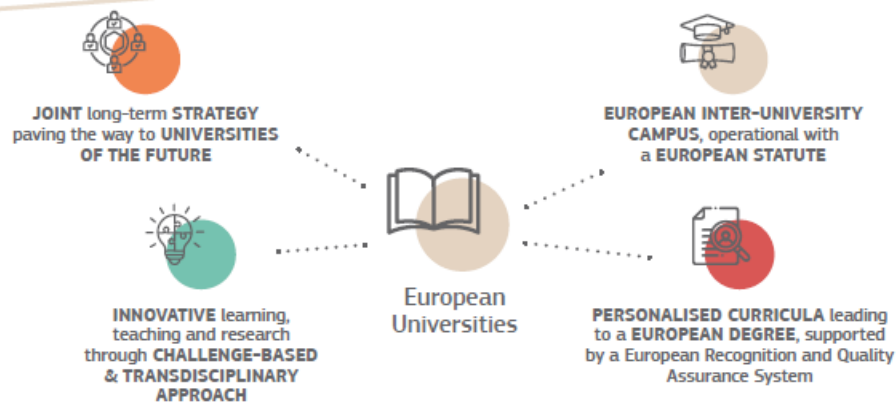 JOINT long-term STRATEGY
paving the way to UNIVERSITIES
OF THE FUTURE
EUROPEAN INTER-UNIVERSITY
CAMPUS, operational with
a EUROPEAN STATUTE
European
Universities
INNOVATIVE learning,
teaching and research
through CHALLENGE-BASED
& TRANSDISCIPLINARY
APPROACH
PERSONALISED CURRICULA leading
to a EUROPEAN DEGREE, supported
by a European Recognition and Quality
Assurance System